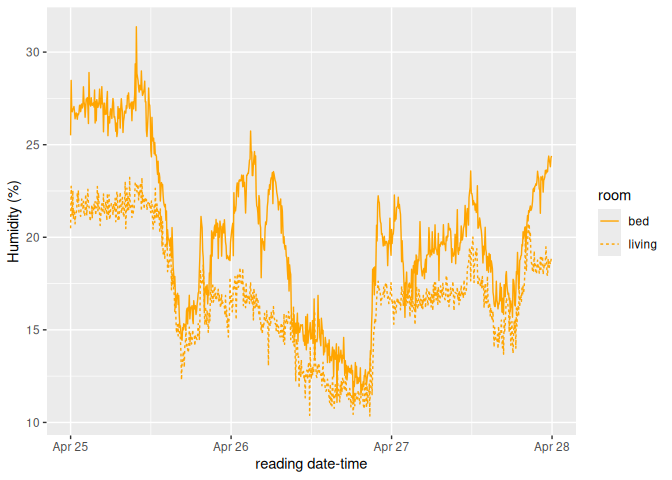 30
25
20
15
10
Humidity (%)
Apr 25
Apr 26
Apr 27
Apr 28
reading date-time
room
bed
living